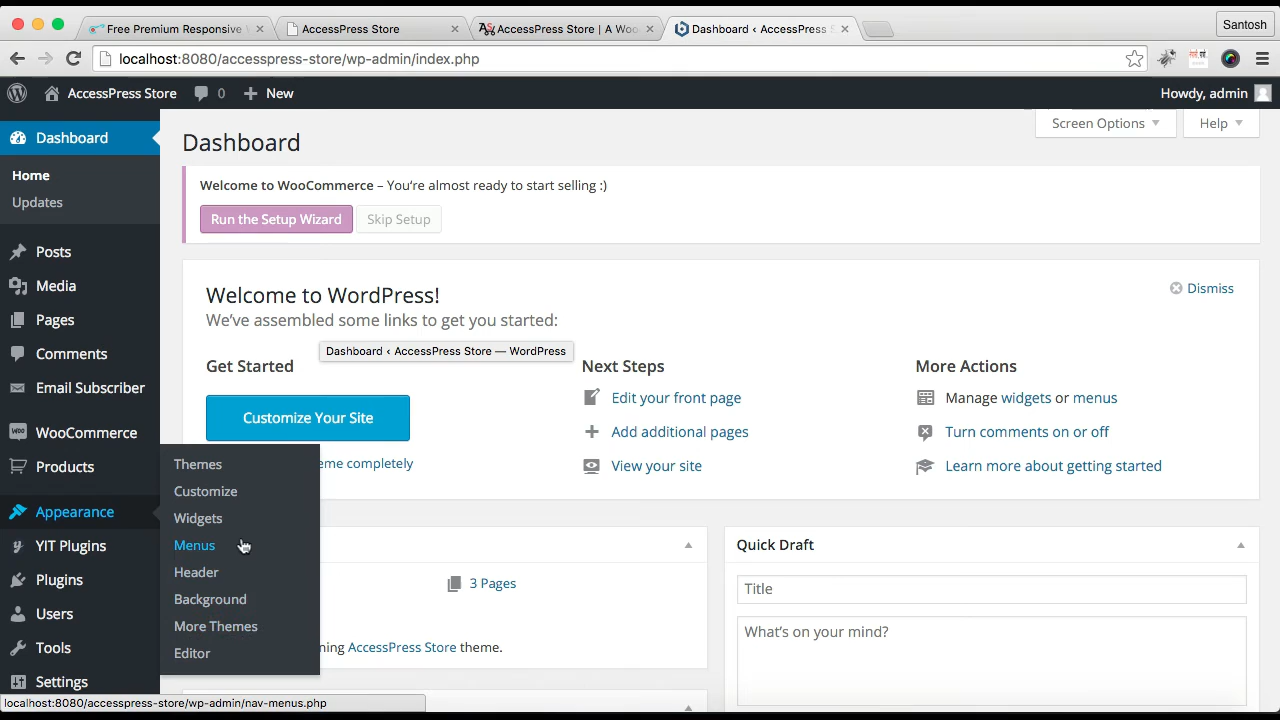 Santosh
Free Premium Responsive
AccessPress Store
AccessPress Store | A Woo
Dashboard ‹ AccessPress S
localhost:8080/accesspress-store/wp-admin/index.php
AccessPress Store 0 New
Howdy, admin
Screen Options
Help
Dashboard
Home
Updates
Posts
Media
Pages
Comments
Email Subscriber
WooCommerce
Products
Appearance
YIT Plugins
Plugins
Users
Tools
Settings
Themes
Customize
Widgets
Menus
Header
Background
More Themes
Editor
Dashboard
Welcome to WooCommerce – You're almost ready to start selling :)
Run the Setup Wizard
Skip Setup
Welcome to WordPress!
Dismiss
We've assembled some links to get you started:
Dashboard ‹ AccessPress Store — WordPress
Get Started
Customize Your Site
eme completely
Next Steps
Edit your front page
Add additional pages
View your site
More Actions
Manage widgets or menus
Turn comments on or off
Learn more about getting started
3 Pages
ning AccessPress Store theme.
Quick Draft
Title
What's on your mind?
localhost:8080/accesspress-store/wp-admin/nav-menus.php